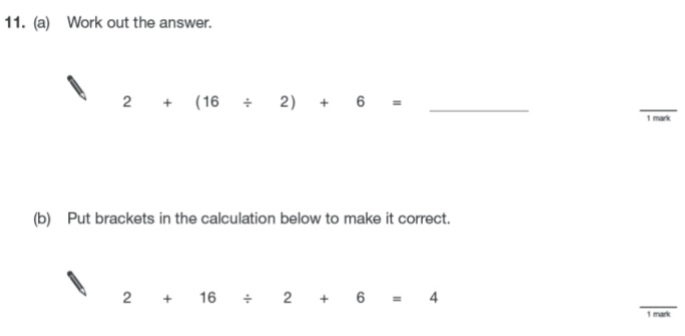 11. (a) Work out the answer.
2 + (16 ÷ 2) + 6 = ________
1 mark
(b) Put brackets in the calculation below to make it correct.
2 + 16 ÷ 2 + 6 = 4
1 mark